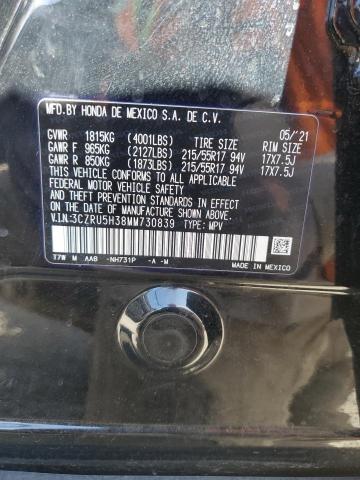 MFD.BY HONDA DE MEXICO S.A. DE C.V.
GVWR 1815KG (4001LBS) TIRE SIZE 05/'21 RIM SIZE
GAWR F 965KG (2127LBS) 215/55R17 94V 17X7.5J
GAWR R 850KG (1873LBS) 215/55R17 94V 17X7.5J
THIS VEHICLE CONFORMS TO ALL APPLICABLE
FEDERAL MOTOR VEHICLE SAFETY AND BUMPER
STANDARDS IN EFFECT ON THE DATE OF
MANUFACTURE SHOWN ABOVE.
V.I.N.:3CZRU5H38MM730839 TYPE: MPV
T7W M AAB -NH731P -A -M MADE IN MEXICO